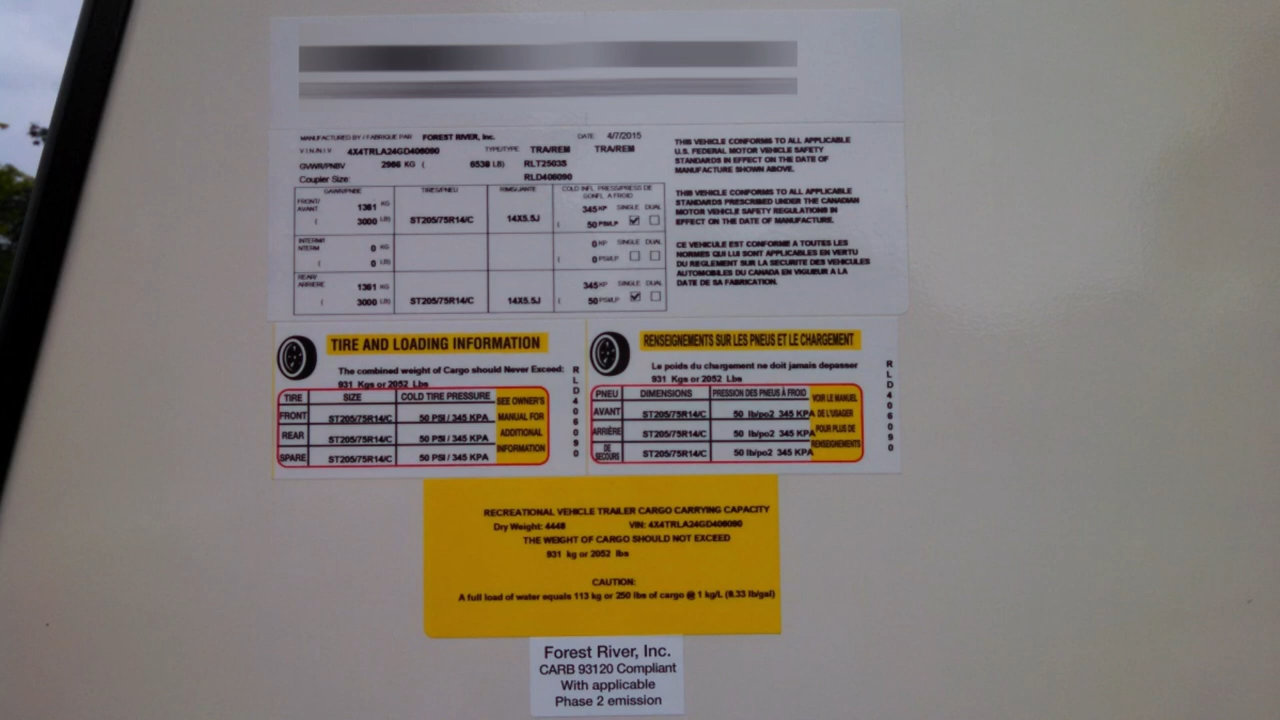 MANUFACTURED BY / FABRIQUE PAR FOREST RIVER, Inc. DATE: 4/7/2015
V.I.N./N.I.V. 4X4TRLA24GD406090 TYPE/TYPE TRA/REM TRA/REM
GVWR/PNBV 2966 KG ( 6538 LB) RLT25035
Coupler Size: RLD406090
GAWR/PNBE TIRES/PNEU RIMS/JANTE COLD INFL. PRESS/PRESS DE
GONFL. A FROID
FRONT/
AVANT 1361 KG 345 KP SINGLE DUAL
( 3000 LB) ST205/75R14/C 14X5.5J ( 50 PSI/LP
INTERM/
INTERM 0 KG 0 KP SINGLE DUAL
( 0 LB) ( 0 PSI/LP
REAR/
ARRIERE 1361 KG 345 KP SINGLE DUAL
( 3000 LB) ST205/75R14/C 14X5.5J ( 50 PSI/LP
THIS VEHICLE CONFORMS TO ALL APPLICABLE
U.S. FEDERAL MOTOR VEHICLE SAFETY
STANDARDS IN EFFECT ON THE DATE OF
MANUFACTURE SHOWN ABOVE.
THIS VEHICLE CONFORMS TO ALL APPLICABLE
STANDARDS PRESCRIBED UNDER THE CANADIAN
MOTOR VEHICLE SAFETY REGULATIONS IN
EFFECT ON THE DATE OF MANUFACTURE.
CE VEHICULE EST CONFORME A TOUTES LES
NORMES QUI LUI SONT APPLICABLES EN VERTU
DU REGLEMENT SUR LA SECURITE DES VEHICULES
AUTOMOBILES DU CANADA EN VIGUEUR A LA
DATE DE SA FABRICATION.
TIRE AND LOADING INFORMATION
The combined weight of Cargo should Never Exceed:
931 Kgs or 2052 Lbs
TIRE SIZE COLD TIRE PRESSURE
FRONT ST205/75R14/C 50 PSI / 345 KPA
REAR ST205/75R14/C 50 PSI / 345 KPA
SPARE ST205/75R14/C 50 PSI / 345 KPA
SEE OWNER'S
MANUAL FOR
ADDITIONAL
INFORMATION
RLD406090
RENSEIGNEMENTS SUR LES PNEUS ET LE CHARGEMENT
Le poids du chargement ne doit jamais depasser
931 Kgs or 2052 Lbs
PNEU DIMENSIONS PRESSION DES PNEUS À FROID
AVANT ST205/75R14/C 50 lb/po2 345 KPA
ARRIÈRE ST205/75R14/C 50 lb/po2 345 KPA
DE
SECOURS ST205/75R14/C 50 lb/po2 345 KPA
VOIR LE MANUEL
DE L'USAGER
POUR PLUS DE
RENSEIGNEMENTS
RLD406090
RECREATIONAL VEHICLE TRAILER CARGO CARRYING CAPACITY
Dry Weight: 4448 VIN: 4X4TRLA24GD406090
THE WEIGHT OF CARGO SHOULD NOT EXCEED
931 kg or 2052 lbs
CAUTION:
A full load of water equals 113 kg or 250 lbs of cargo @ 1 kg/L (8.33 lb/gal)
Forest River, Inc.
CARB 93120 Compliant
With applicable
Phase 2 emission